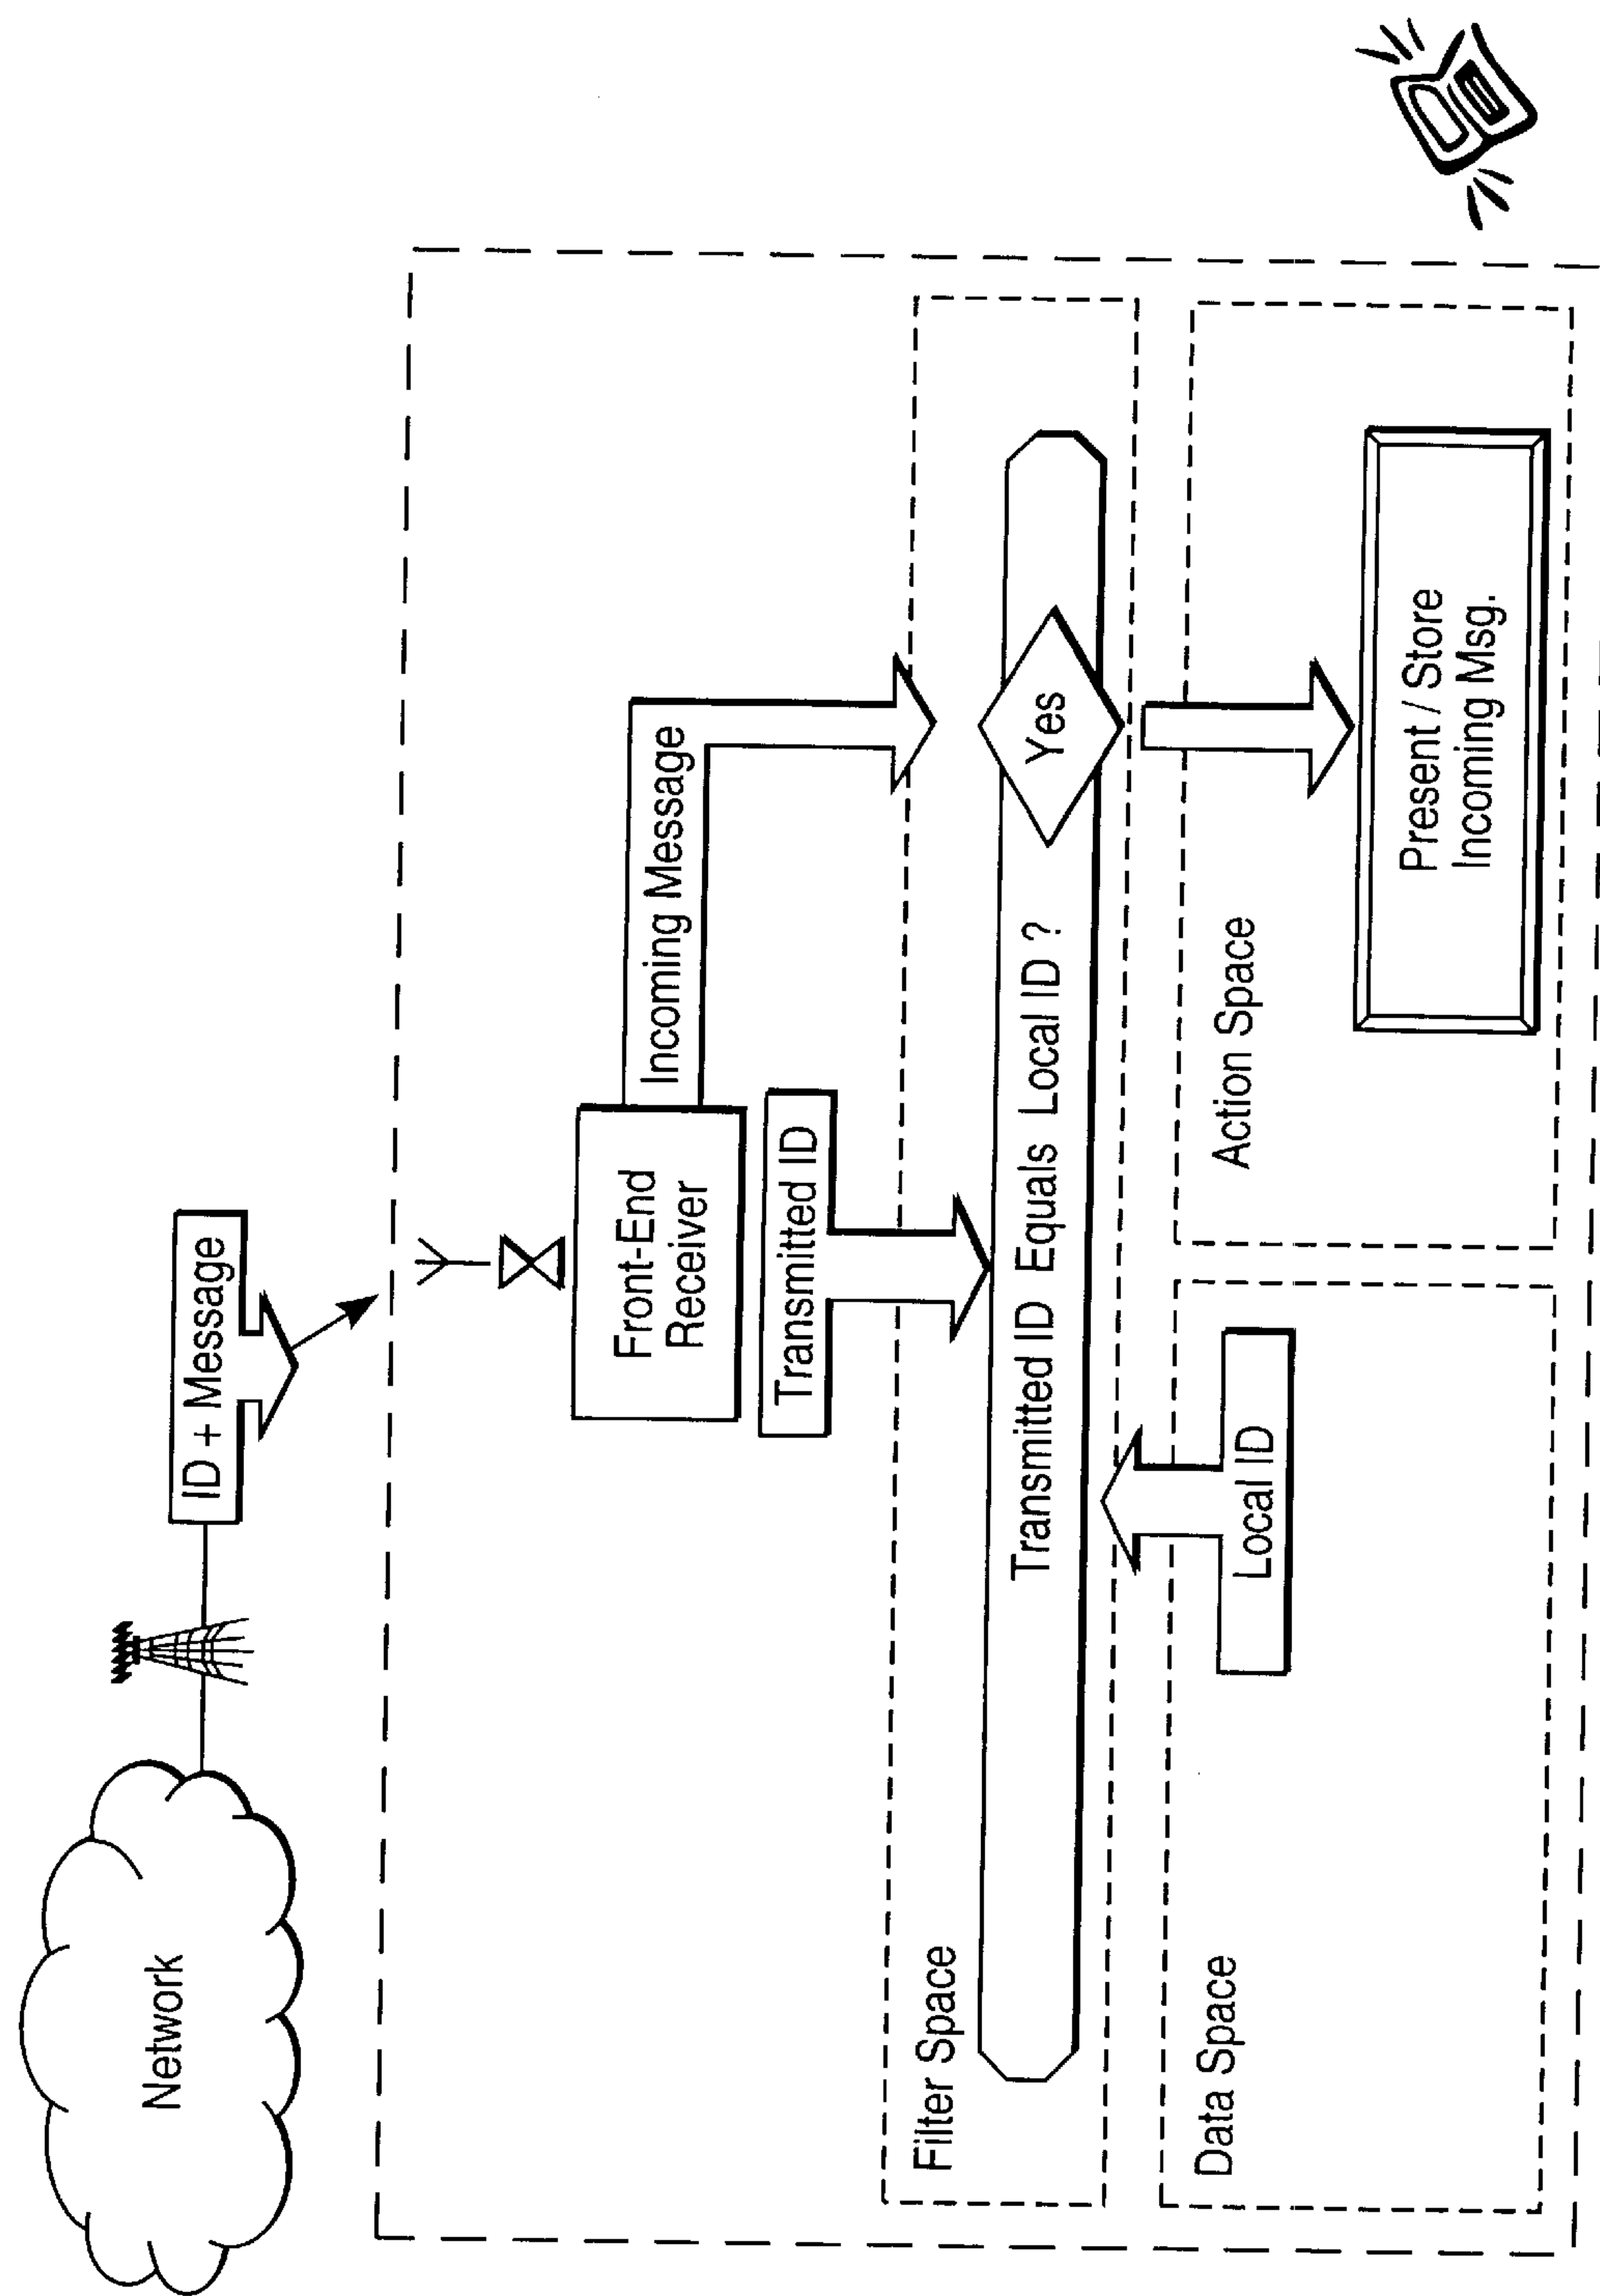 Network
ID + Message
Front-End
Receiver
Incoming Message
Transmitted ID
Filter Space
Transmitted ID Equals Local ID ?
Yes
Data Space
Local ID
Action Space
Present / Store
Incoming Msg.